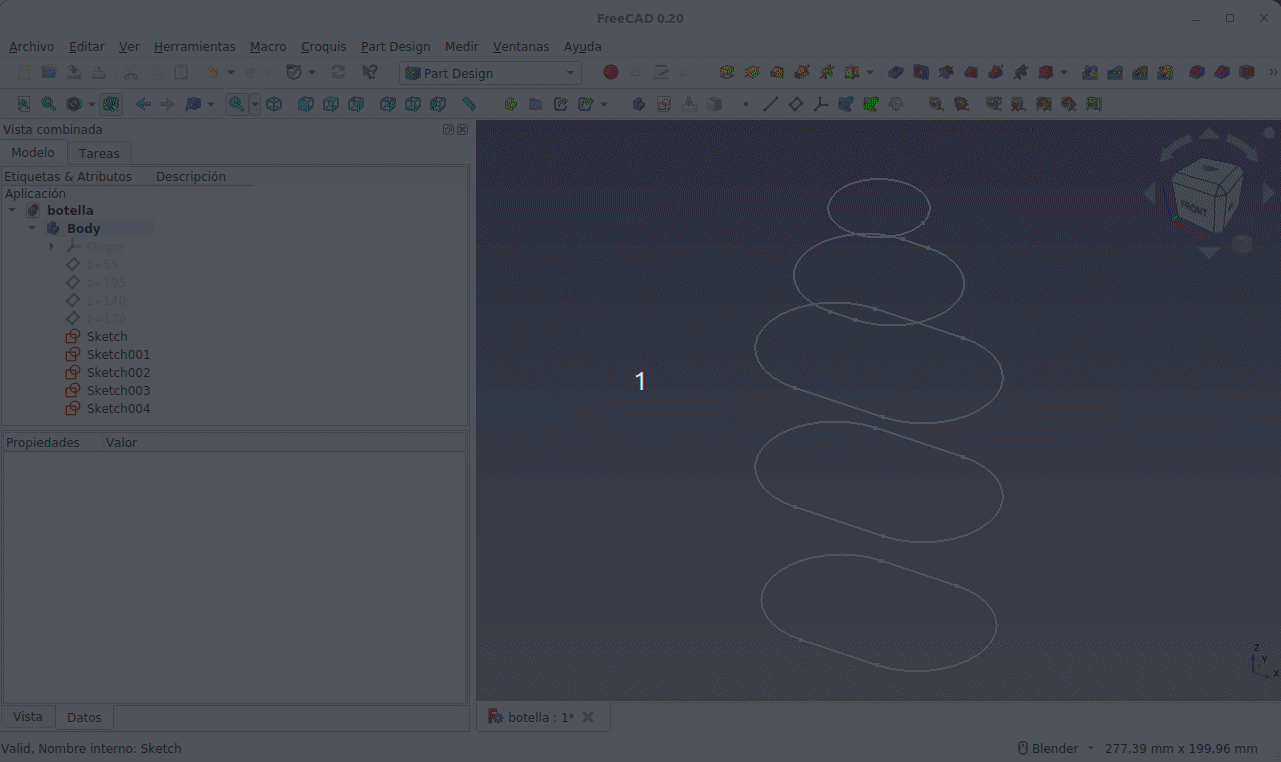 FreeCAD 0.20
Archivo Editar Ver Herramientas Macro Croquis Part Design Medir Ventanas Ayuda
Part Design
Vista combinada
Modelo Tareas
Etiquetas & Atributos Descripción
Aplicación
botella
Body
Origin
z=55
z=105
z=140
z=170
Sketch
Sketch001
Sketch002
Sketch003
Sketch004
1
FRONT
Propiedades Valor
Z
Y
X
Vista Datos
botella : 1*
Valid, Nombre interno: Sketch
Blender 277,39 mm x 199,96 mm